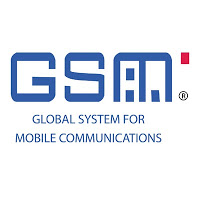 GSM ®
GLOBAL SYSTEM FOR
MOBILE COMMUNICATIONS